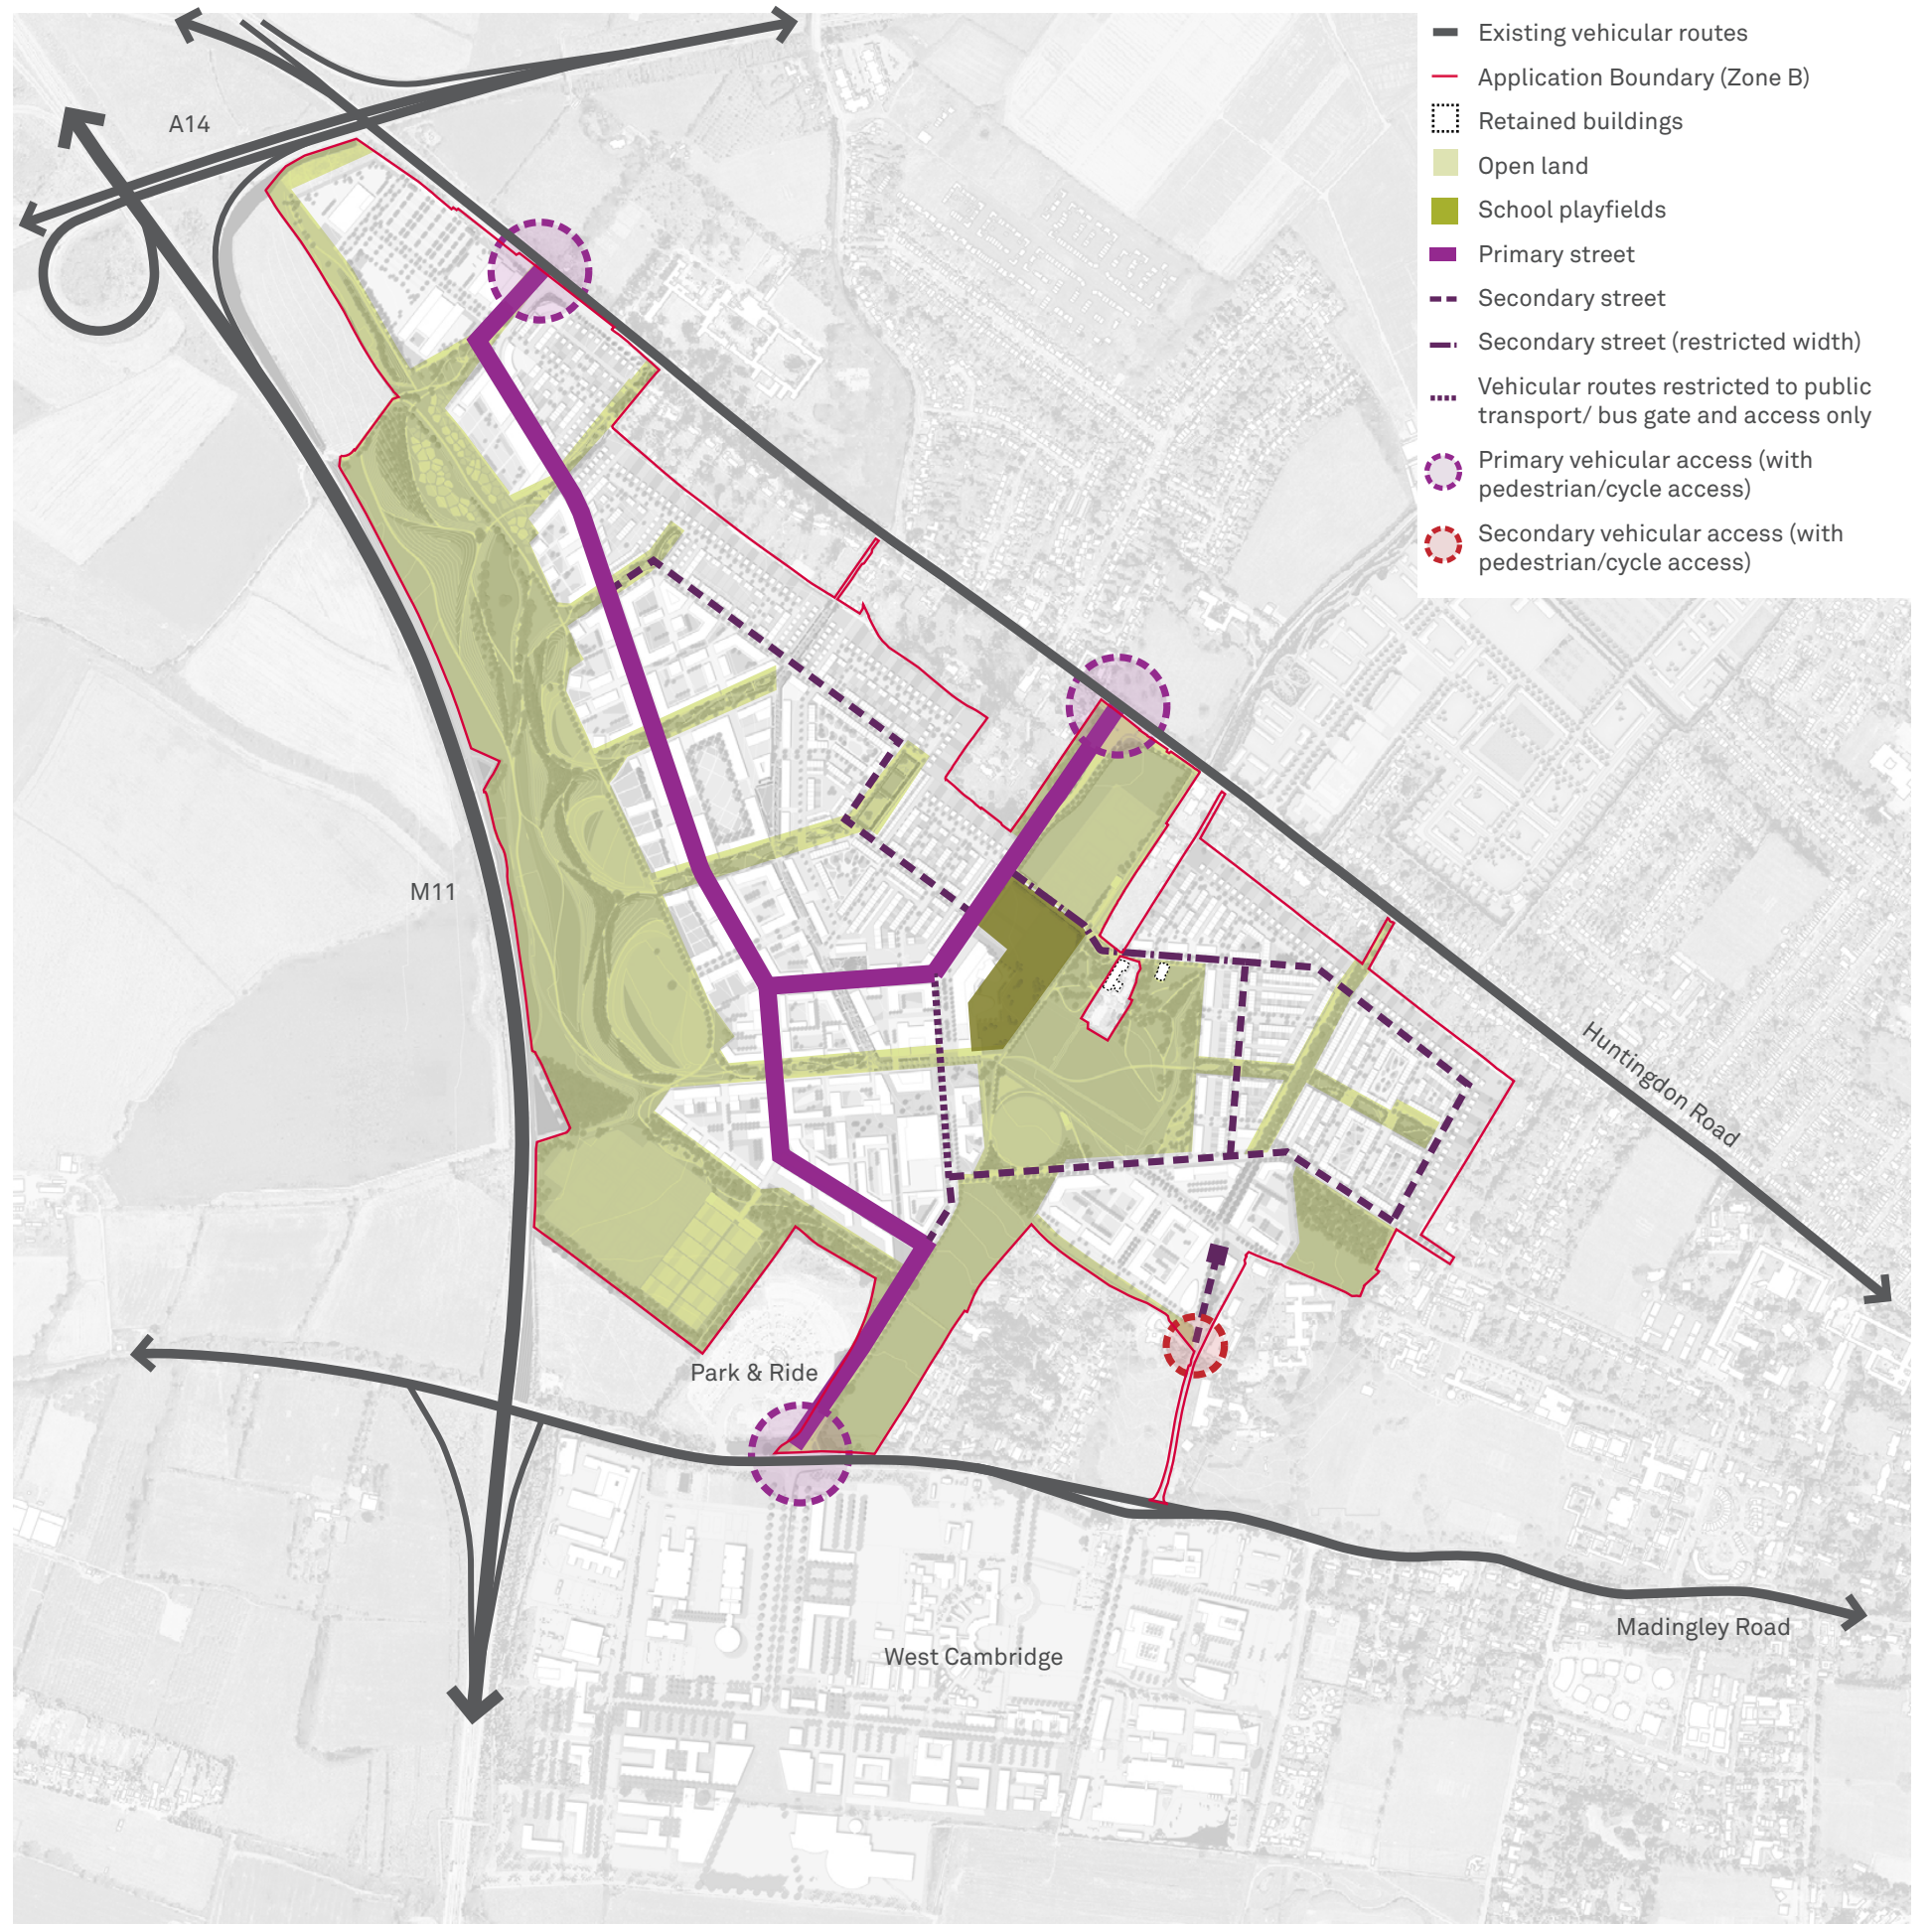 Existing vehicular routes
Application Boundary (Zone B)
Retained buildings
Open land
School playfields
Primary street
Secondary street
Secondary street (restricted width)
Vehicular routes restricted to public
transport/ bus gate and access only
Primary vehicular access (with
pedestrian/cycle access)
Secondary vehicular access (with
pedestrian/cycle access)
A14
M11
Huntingdon Road
Park & Ride
Madingley Road
West Cambridge